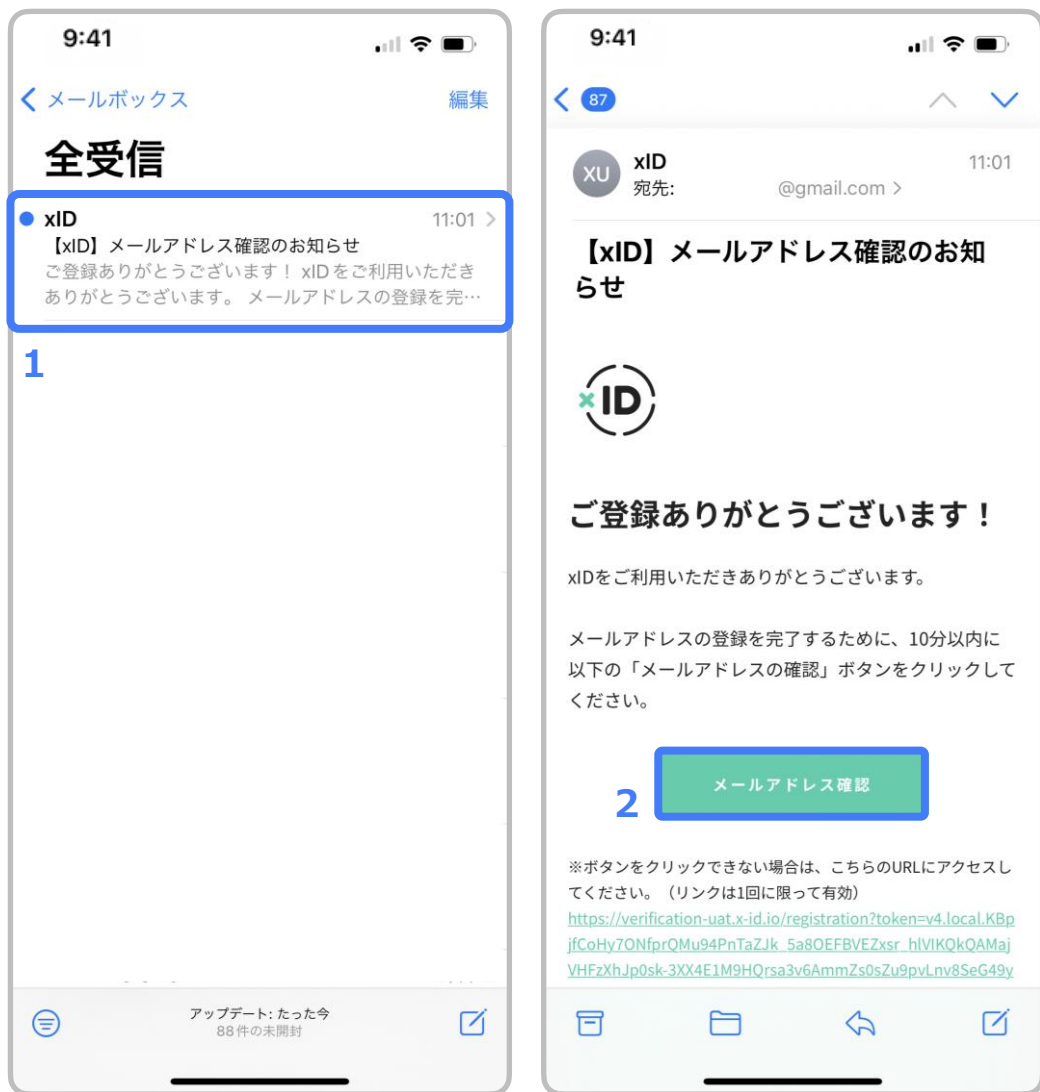 9:41
メールボックス
編集
全受信
xID
11:01
【xID】メールアドレス確認のお知らせ
ご登録ありがとうございます! xIDをご利用いただき
ありがとうございます。 メールアドレスの登録を完…
1
アップデート: たった今
88件の未開封
9:41
87
XU
xID
11:01
宛先:
@gmail.com
【xID】メールアドレス確認のお知
らせ
×ID
ご登録ありがとうございます!
xIDをご利用いただきありがとうございます。
メールアドレスの登録を完了するために、10分以内に
以下の「メールアドレスの確認」ボタンをクリックして
ください。
メールアドレス確認
2
※ボタンをクリックできない場合は、こちらのURLにアクセスし
てください。（リンクは1回に限って有効）
https://verification-uat.x-id.io/registration?token=v4.local.KBp
jfCoHy7ONfprQMu94PnTaZJk_5a8OEFBVEZxsr_hlVIKQkQAMaj
VHFzXhJp0sk-3XX4E1M9HQrsa3v6AmmZs0sZu9pvLnv8SeG49y